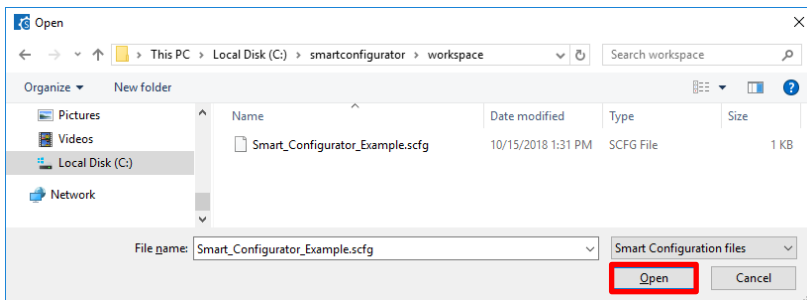 Open
This PC > Local Disk (C:) > smartconfigurator > workspace
Search workspace
Organize
New folder
Pictures
Videos
Local Disk (C:)
Network
Name
Date modified
Type
Size
Smart_Configurator_Example.scfg
10/15/2018 1:31 PM
SCFG File
1 KB
File name:
Smart_Configurator_Example.scfg
Smart Configuration files
Open
Cancel